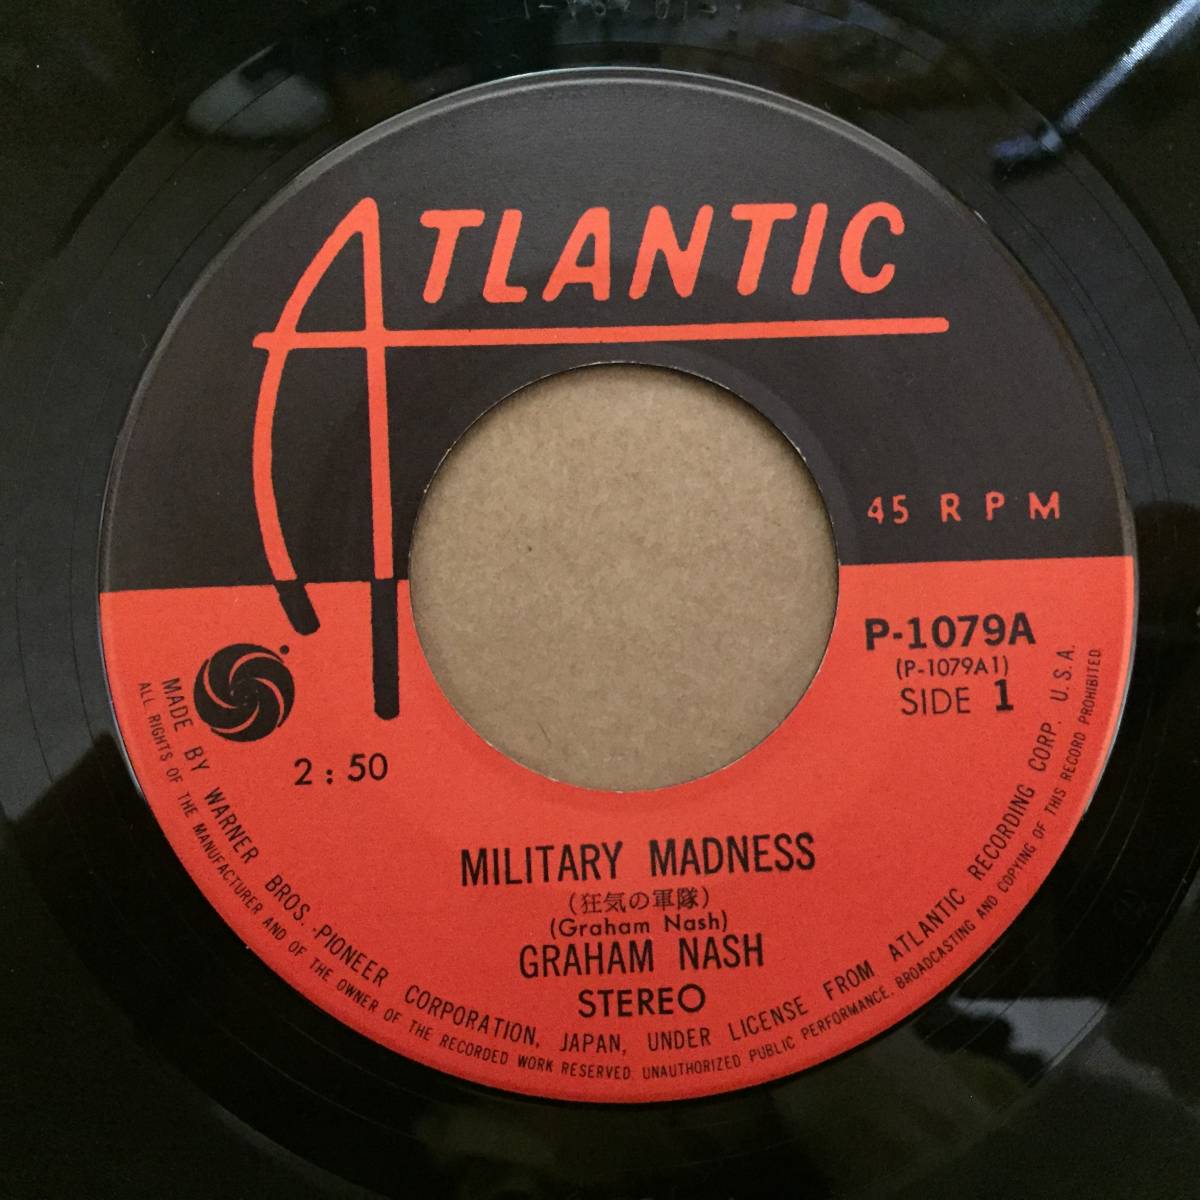 ATLANTIC
45 RPM
P-1079A
(P-1079A1)
SIDE 1
2:50
MILITARY MADNESS
(狂気の軍隊)
(Graham Nash)
GRAHAM NASH
STEREO
MADE BY WARNER BROS.-PIONEER CORPORATION, JAPAN, UNDER LICENSE FROM ATLANTIC RECORDING CORP. U.S.A.
ALL RIGHTS OF THE MANUFACTURER AND OF THE OWNER OF THE RECORDED WORK RESERVED. UNAUTHORIZED PUBLIC PERFORMANCE, BROADCASTING AND COPYING OF THIS RECORD PROHIBITED